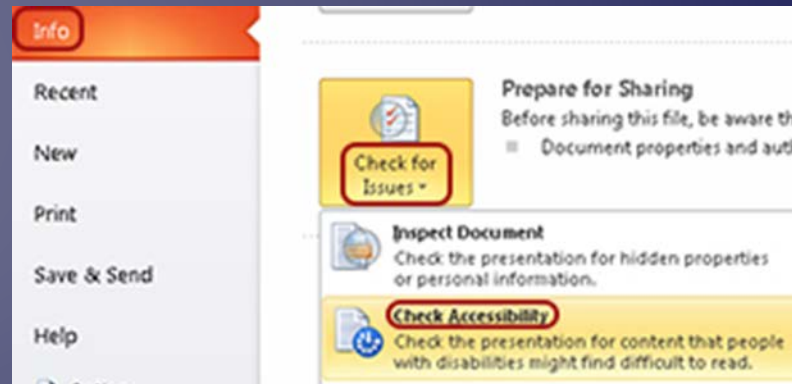 Info
Recent
New
Print
Save & Send
Help
Prepare for Sharing
Before sharing this file, be aware th
Document properties and auth
Check for
Issues
Inspect Document
Check the presentation for hidden properties
or personal information.
Check Accessibility
Check the presentation for content that people
with disabilities might find difficult to read.